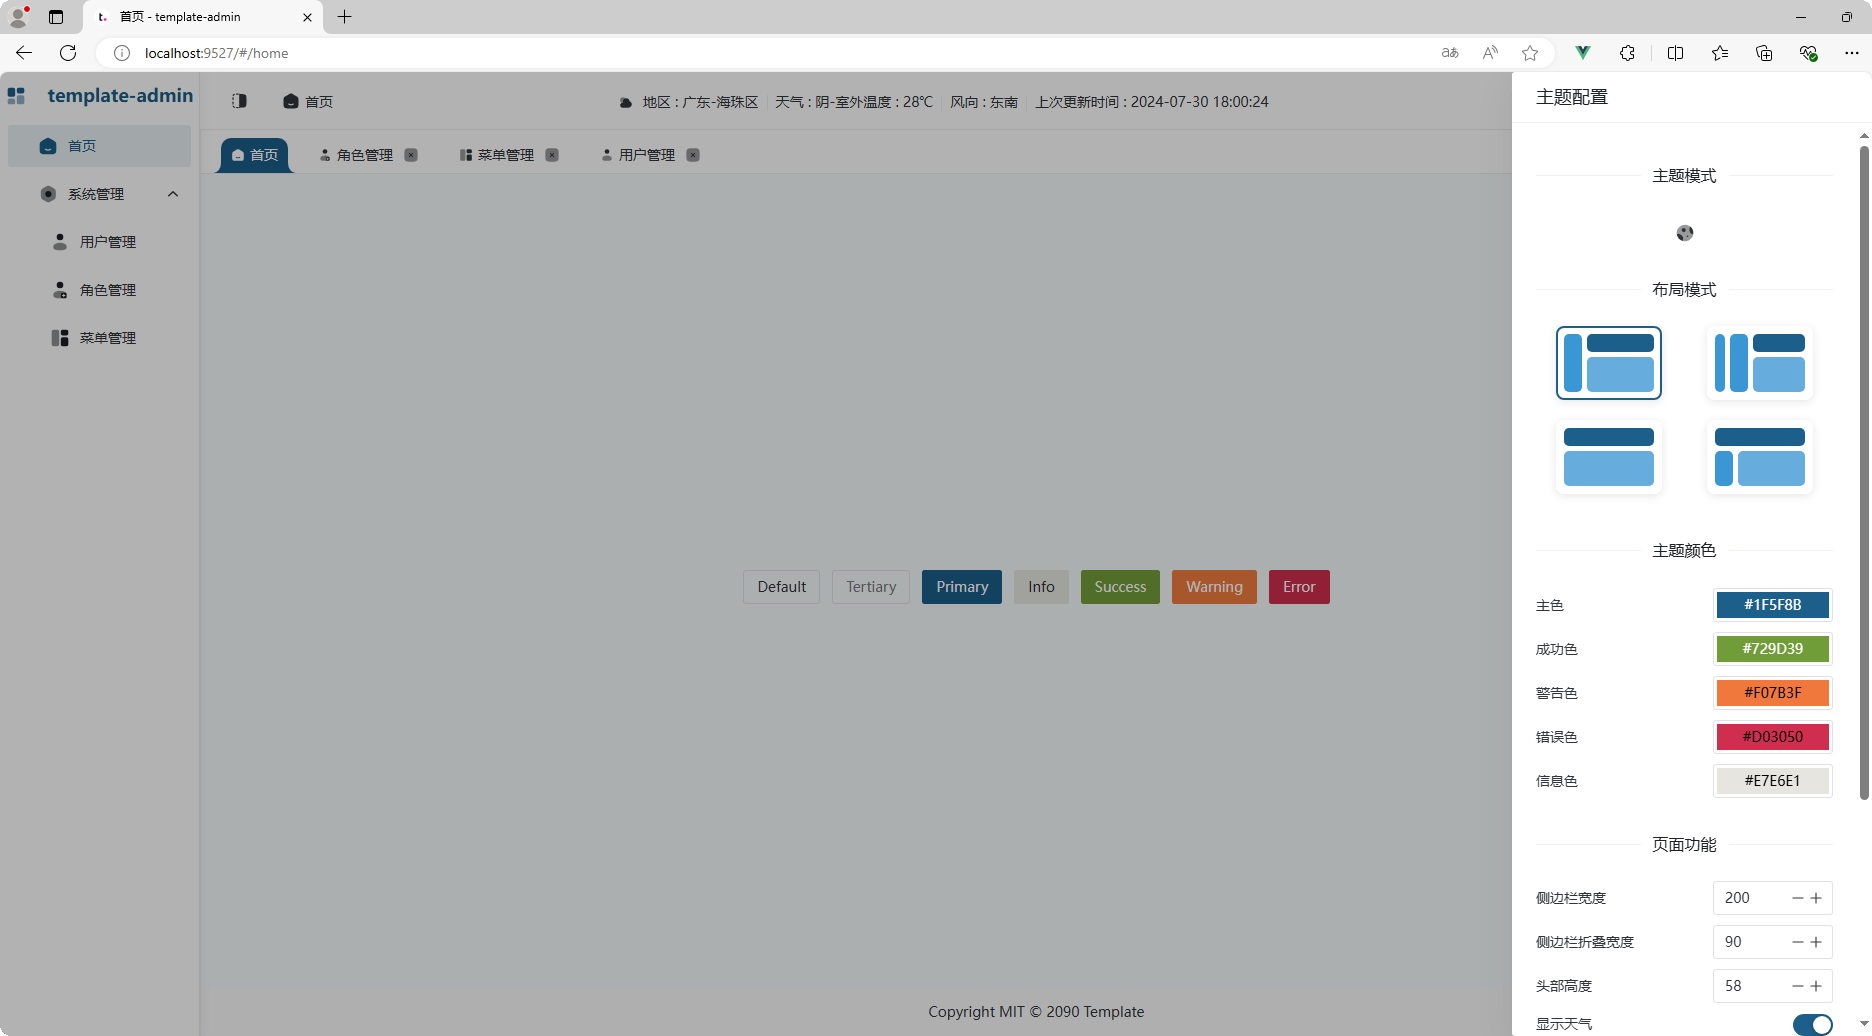 首页 - template-admin
localhost:9527/#/home
template-admin
首页
系统管理
用户管理
角色管理
菜单管理
首页
地区 : 广东-海珠区 天气 : 阴-室外温度 : 28℃ 风向 : 东南 上次更新时间 : 2024-07-30 18:00:24
首页 角色管理 菜单管理 用户管理
Default Tertiary Primary Info Success Warning Error
Copyright MIT © 2090 Template
主题配置
主题模式
布局模式
主题颜色
主色 #1F5F8B
成功色 #729D39
警告色 #F07B3F
错误色 #D03050
信息色 #E7E6E1
页面功能
侧边栏宽度 200
侧边栏折叠宽度 90
头部高度 58
显示天气